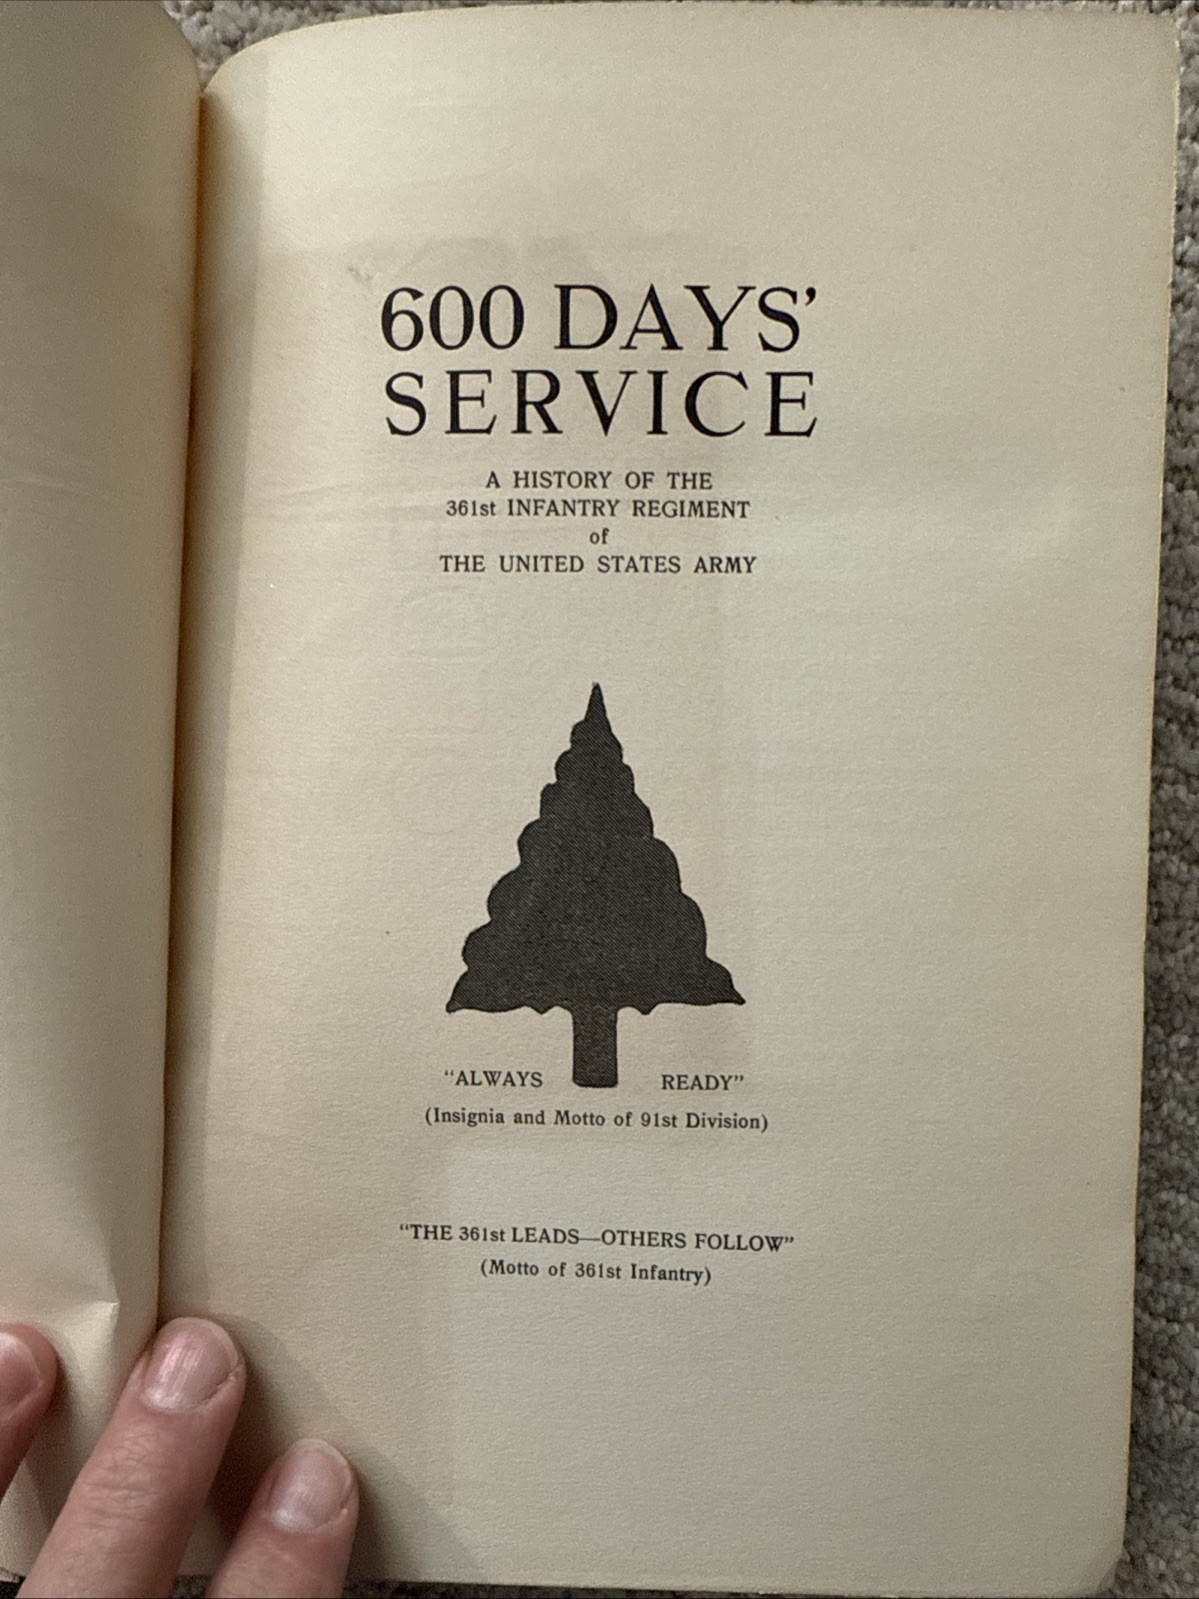 600 DAYS’
SERVICE
A HISTORY OF THE
361st INFANTRY REGIMENT
of
THE UNITED STATES ARMY
“ALWAYS READY”
(Insignia and Motto of 91st Division)
“THE 361st LEADS—OTHERS FOLLOW”
(Motto of 361st Infantry)